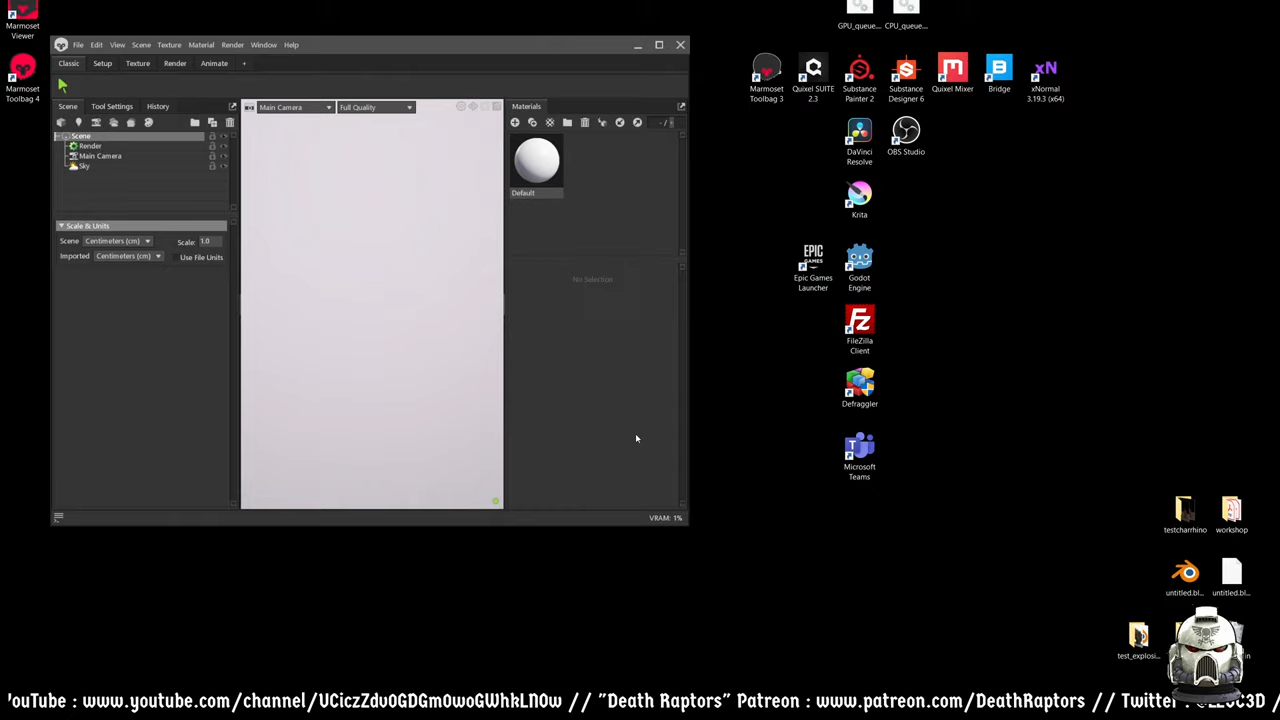 Marmoset
Viewer
Marmoset
Toolbag 4
File Edit View Scene Texture Material Render Window Help
Classic Setup Texture Render Animate +
Scene Tool Settings History
Main Camera Full Quality
Materials
Scene
Render
Main Camera
Sky
Default
Scale & Units
Scene Centimeters (cm) Scale: 1.0
Imported Centimeters (cm) Use File Units
No Selection
VRAM: 1%
GPU_queue... CPU_queue...
Marmoset
Toolbag 3
Quixel SUITE
2.3
Substance
Painter 2
Substance
Designer 6
Quixel Mixer
Bridge
xNormal
3.19.3 (x64)
DaVinci
Resolve
OBS Studio
Krita
EPIC
GAMES
Epic Games
Launcher
Godot
Engine
FileZilla
Client
Defraggler
Microsoft
Teams
testcharrhino workshop
untitled.bl... untitled.bl...
test_explosi...
'ouTube : www.youtube.com/channel/UCiczZdvOGDGmOwoGWhkLNOw // "Death Raptors" Patreon : www.patreon.com/DeathRaptors // Twitter :